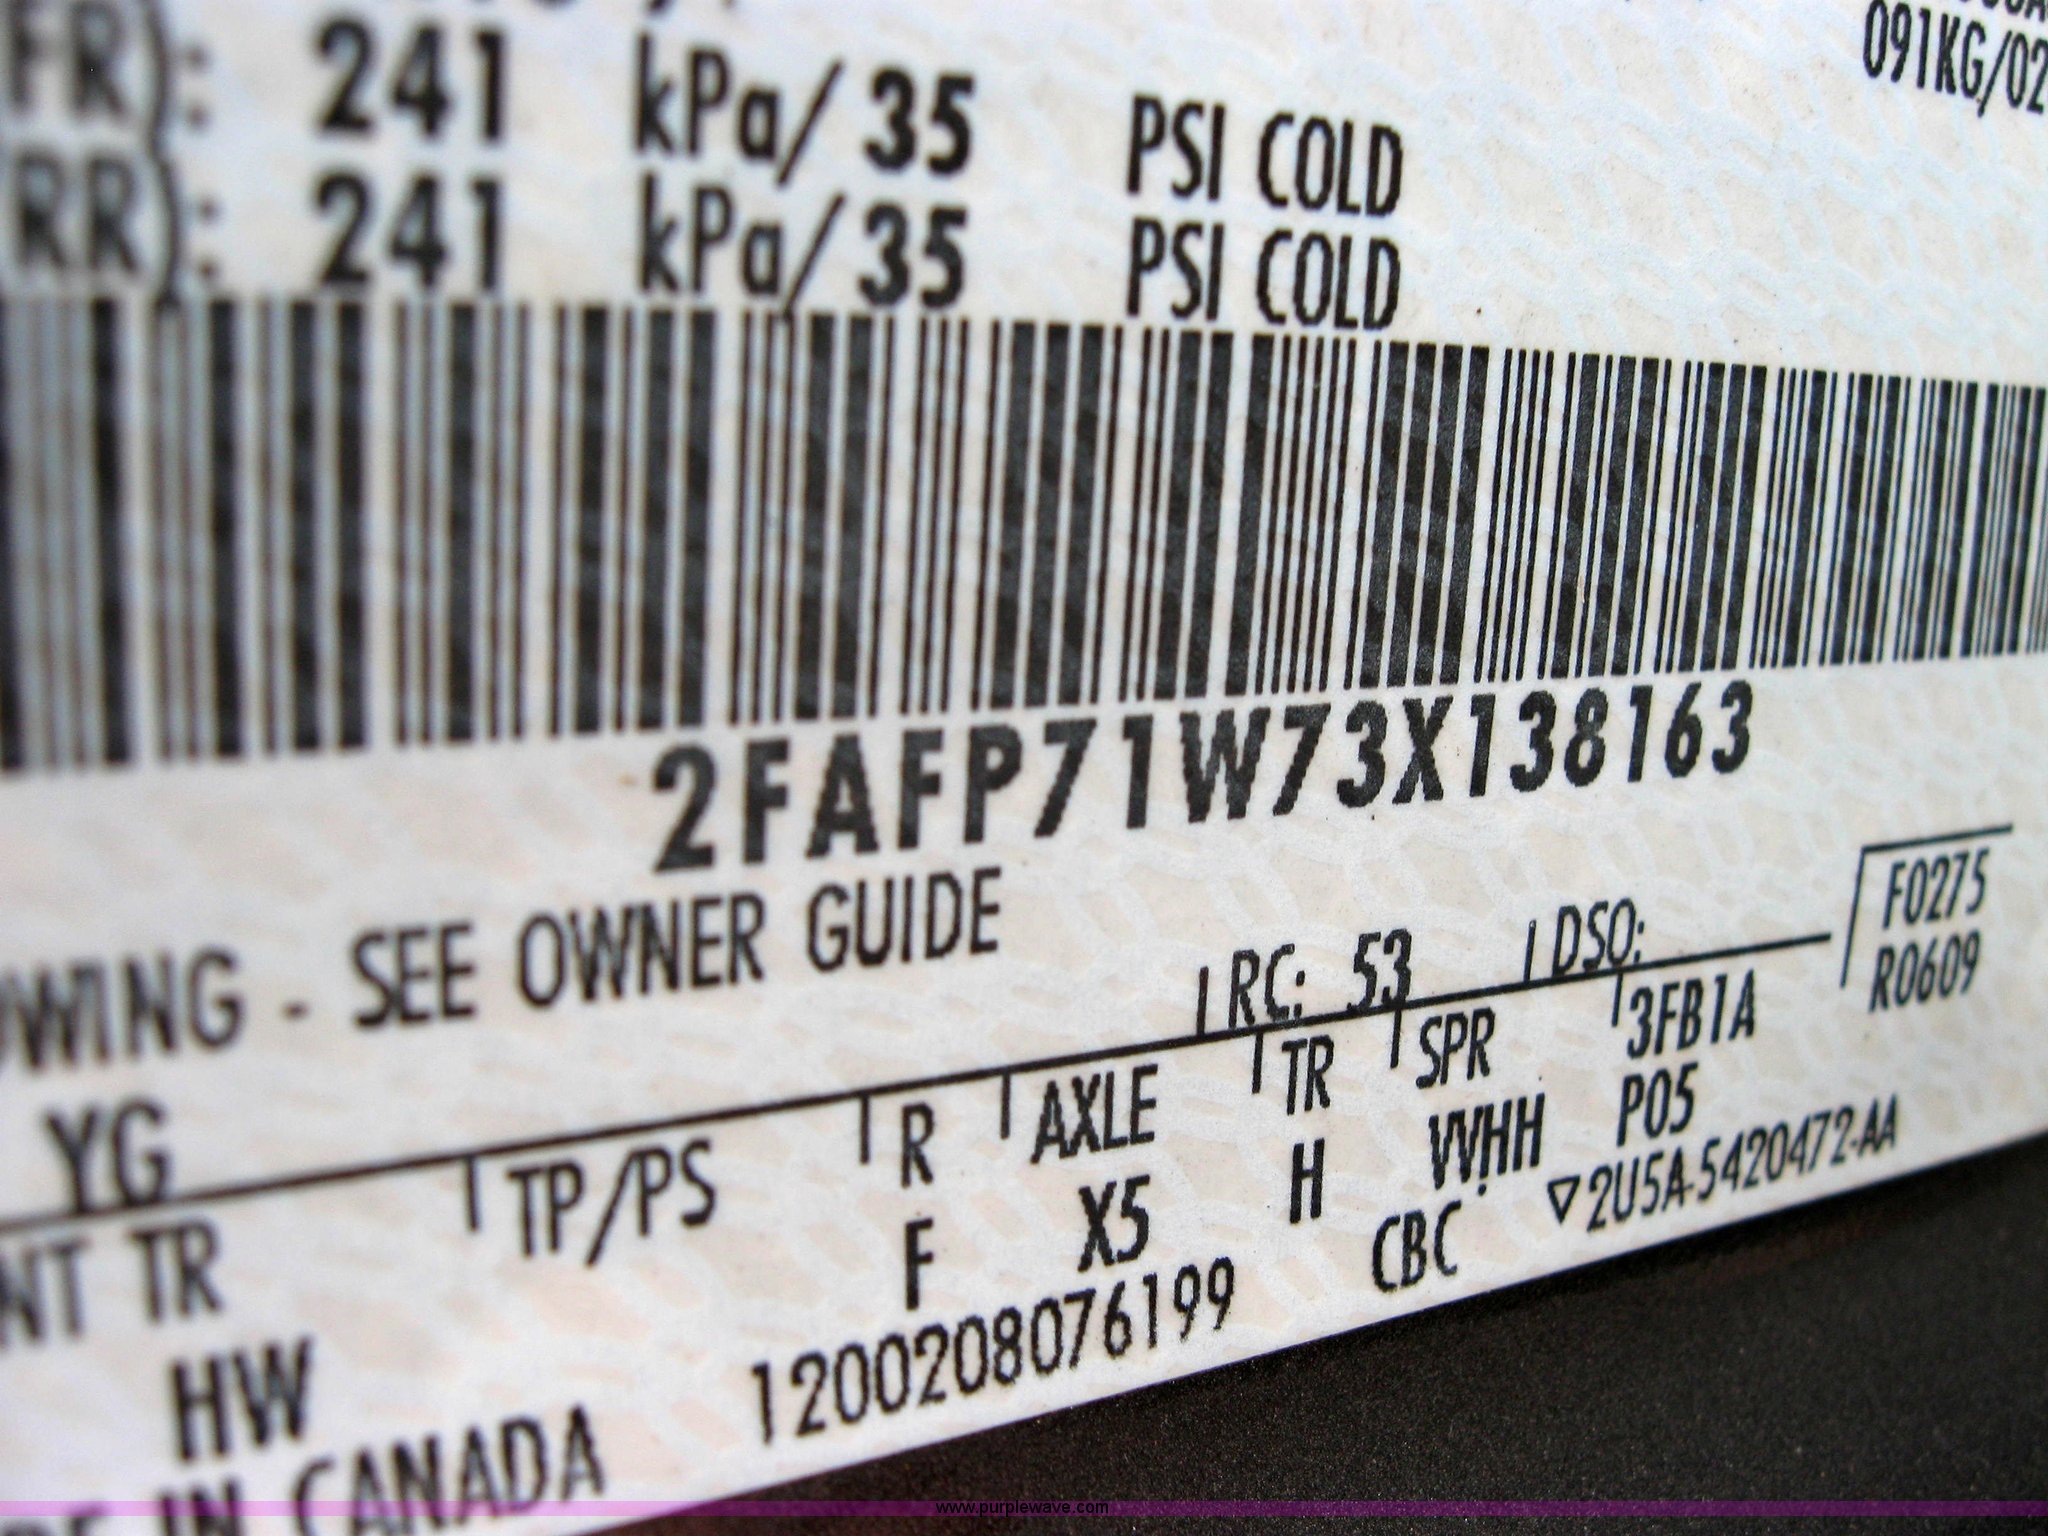 091KG/02
FR): 241 kPa/ 35 PSI COLD
RR): 241 kPa/ 35 PSI COLD
2FAFP71W73X138163
WING - SEE OWNER GUIDE
RC: 53 DSO: F0275
YG R0609
NT TR TP/PS R AXLE TR SPR 3FB1A
HW F X5 H WHH P05
IN CANADA 1200208076199 CBC ▽2U5A-5420472-AA
www.purplewave.com